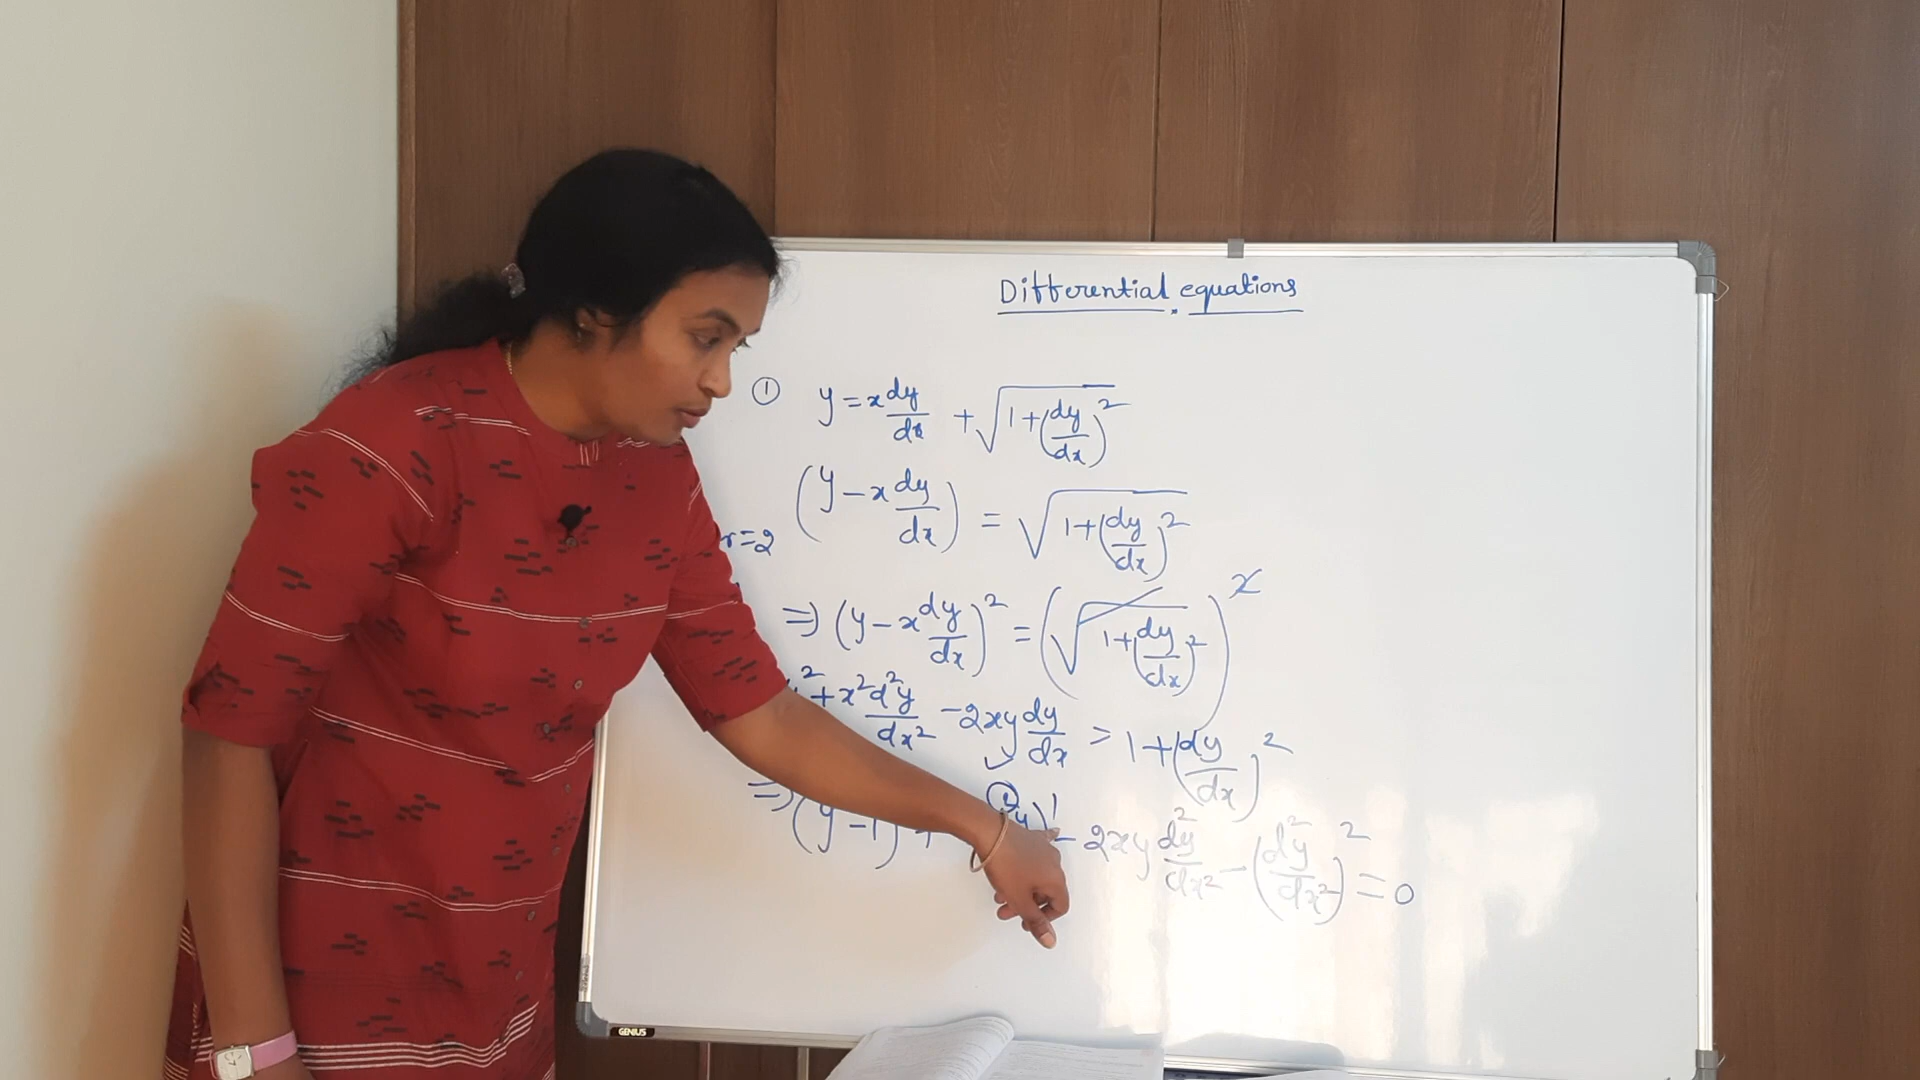 Differential equations
① y = x dy/dx + √(1+(dy/dx)²)
(y − x dy/dx) = √(1+(dy/dx)²)
r=2
⇒ (y − x dy/dx)² = (√(1+(dy/dx)²))²
² + x² d²y/dx² − 2xy dy/dx > 1+(dy/dx)²
⇒ (y −1) + − 2xy d²y/dx² − (d²y/dx²)² = 0
GENIUS